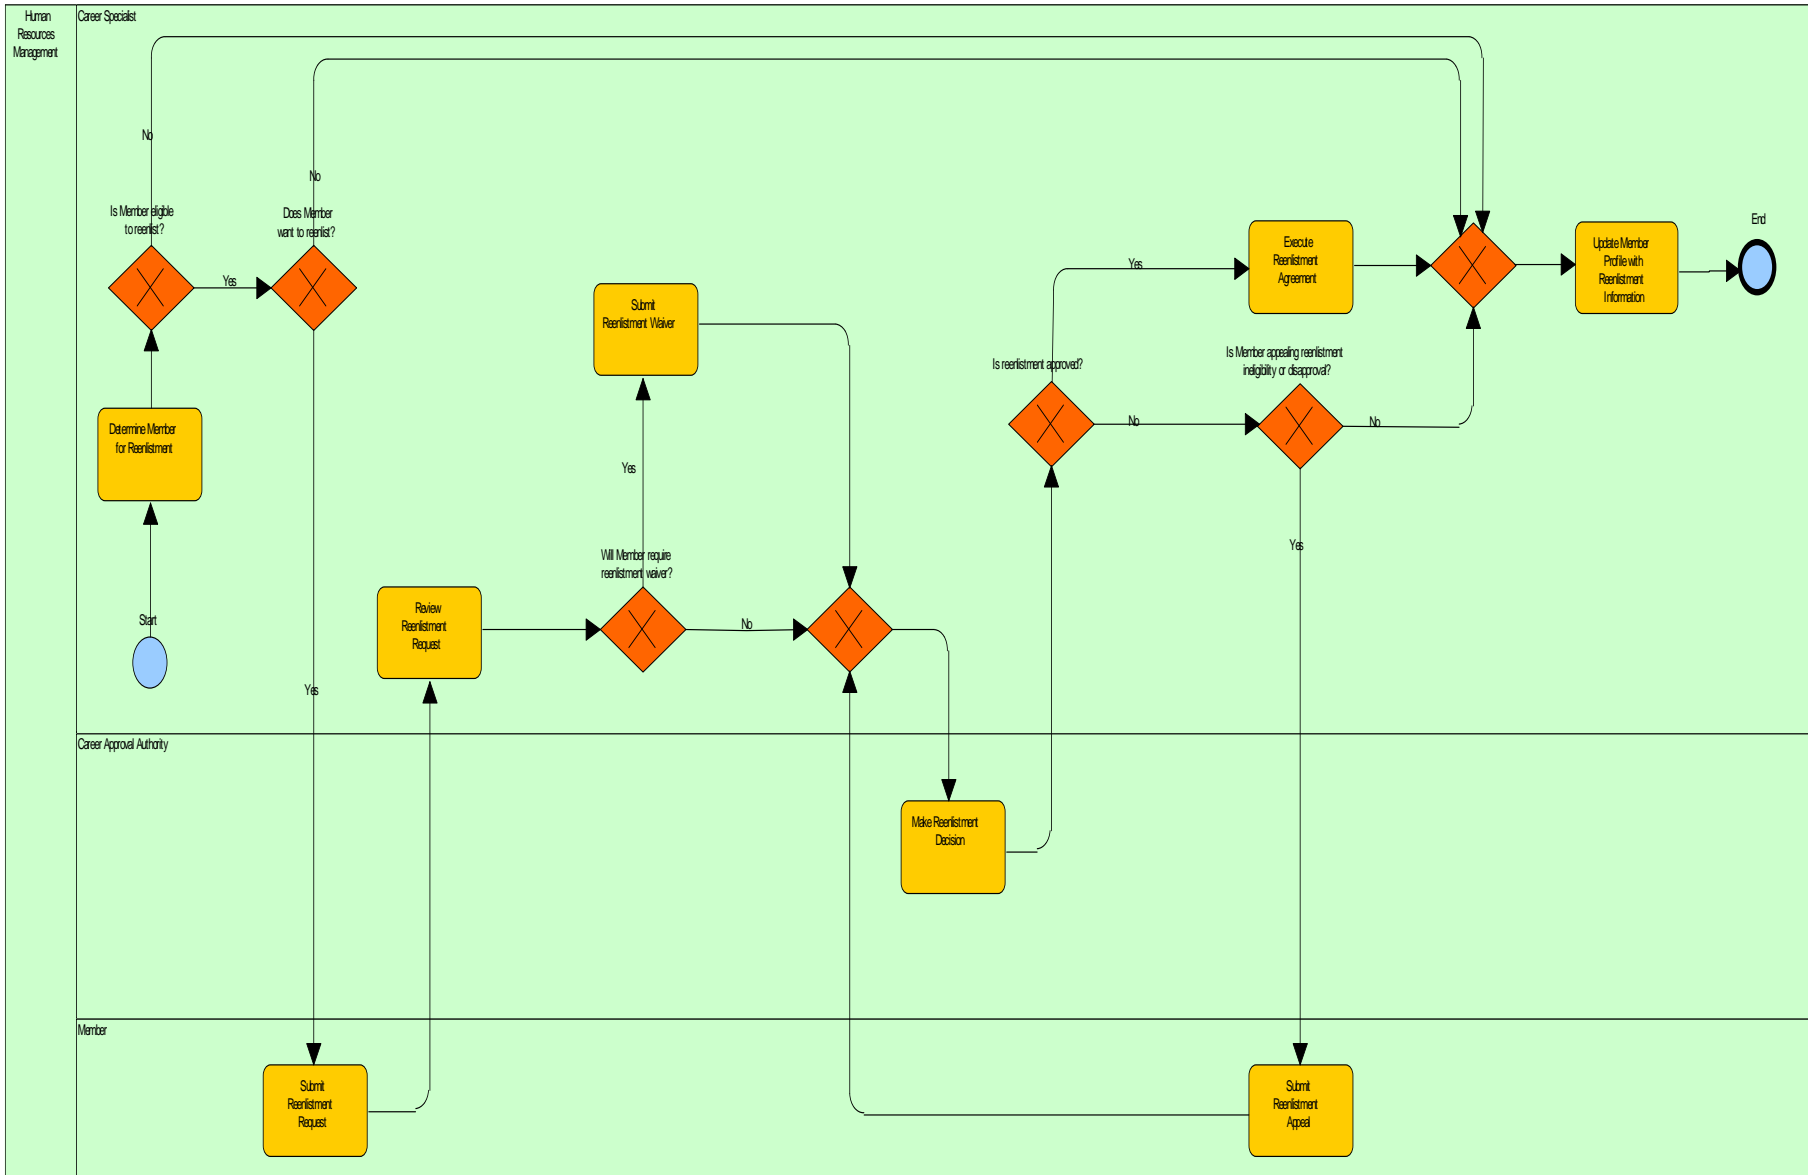 Human
Resources
Management
Career Specialist
No
No
Is Member eligible
to reenlist?
Does Member
want to reenlist?
Yes
Determine Member
for Reenlistment
Start
Yes
Submit
Reenlistment Waiver
Yes
Will Member require
reenlistment waiver?
No
Review
Reenlistment
Request
Is reenlistment approved?
Yes
No
Execute
Reenlistment
Agreement
Is Member appealing reenlistment
ineligibility or disapproval?
No
Yes
Update Member
Profile with
Reenlistment
Information
End
Career Approval Authority
Make Reenlistment
Decision
Member
Submit
Reenlistment
Request
Submit
Reenlistment
Appeal